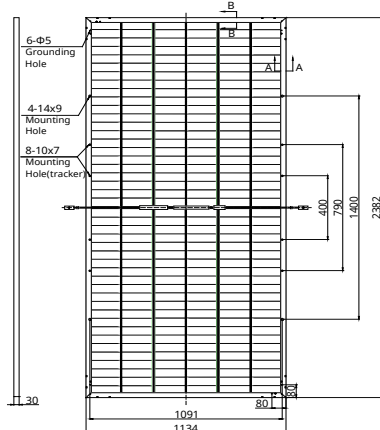 B
6-Φ5
Grounding
Hole
B
A A
4-14x9
Mounting
Hole
8-10x7
Mounting
Hole(tracker)
400
790
1400
2382
30
80
80
1091
1134